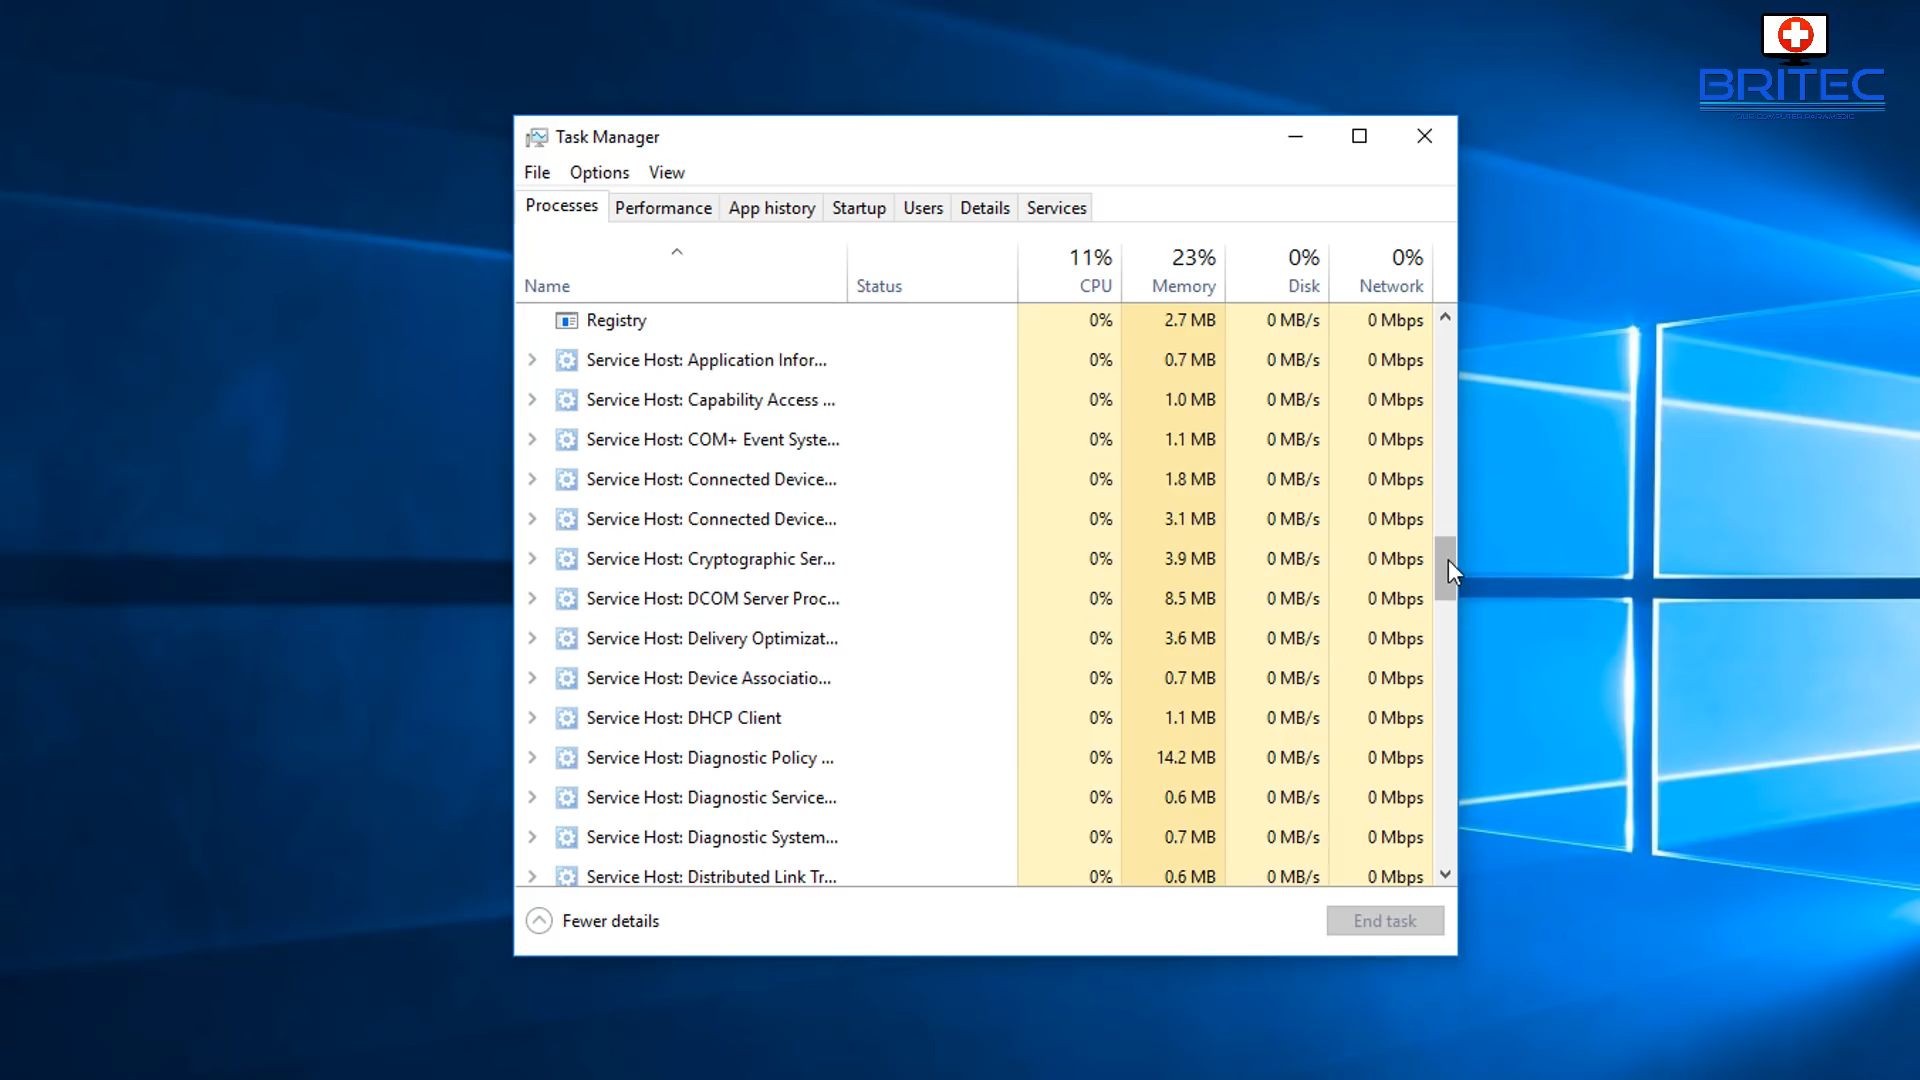 BRITEC
YOUR COMPUTER PARAMEDIC
Task Manager
File Options View
Processes Performance App history Startup Users Details Services
11% 23% 0% 0%
Name Status CPU Memory Disk Network
Registry 0% 2.7 MB 0 MB/s 0 Mbps
Service Host: Application Infor... 0% 0.7 MB 0 MB/s 0 Mbps
Service Host: Capability Access ... 0% 1.0 MB 0 MB/s 0 Mbps
Service Host: COM+ Event Syste... 0% 1.1 MB 0 MB/s 0 Mbps
Service Host: Connected Device... 0% 1.8 MB 0 MB/s 0 Mbps
Service Host: Connected Device... 0% 3.1 MB 0 MB/s 0 Mbps
Service Host: Cryptographic Ser... 0% 3.9 MB 0 MB/s 0 Mbps
Service Host: DCOM Server Proc... 0% 8.5 MB 0 MB/s 0 Mbps
Service Host: Delivery Optimizat... 0% 3.6 MB 0 MB/s 0 Mbps
Service Host: Device Associatio... 0% 0.7 MB 0 MB/s 0 Mbps
Service Host: DHCP Client 0% 1.1 MB 0 MB/s 0 Mbps
Service Host: Diagnostic Policy ... 0% 14.2 MB 0 MB/s 0 Mbps
Service Host: Diagnostic Service... 0% 0.6 MB 0 MB/s 0 Mbps
Service Host: Diagnostic System... 0% 0.7 MB 0 MB/s 0 Mbps
Service Host: Distributed Link Tr... 0% 0.6 MB 0 MB/s 0 Mbps
Fewer details End task